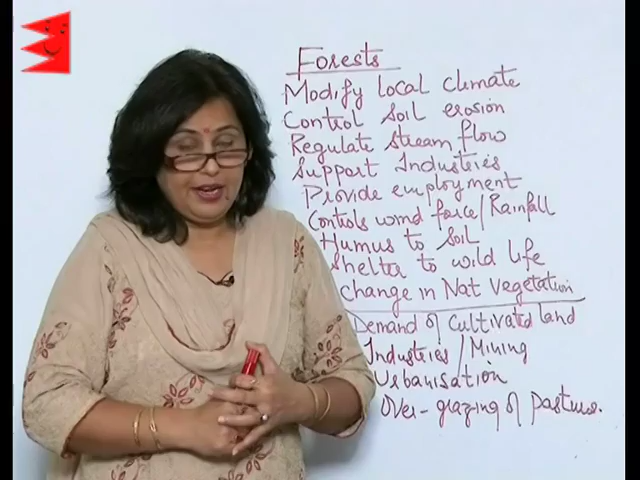 Forests
Modify local climate
Control soil erosion
Regulate stream flow
Support Industries
Provide employment
Controls wind force/Rainfall
Humus to soil
Shelter to wild life
Change in Nat Vegetation
Demand of Cultivated land
Industries / Mining
Urbanisation
Over-grazing of pastures.